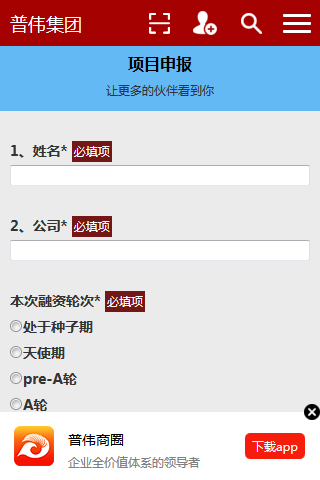 普伟集团
项目申报
让更多的伙伴看到你
1、姓名* 必填项
2、公司* 必填项
本次融资轮次* 必填项
处于种子期
天使期
pre-A轮
A轮
普伟商圈
企业全价值体系的领导者
下载app